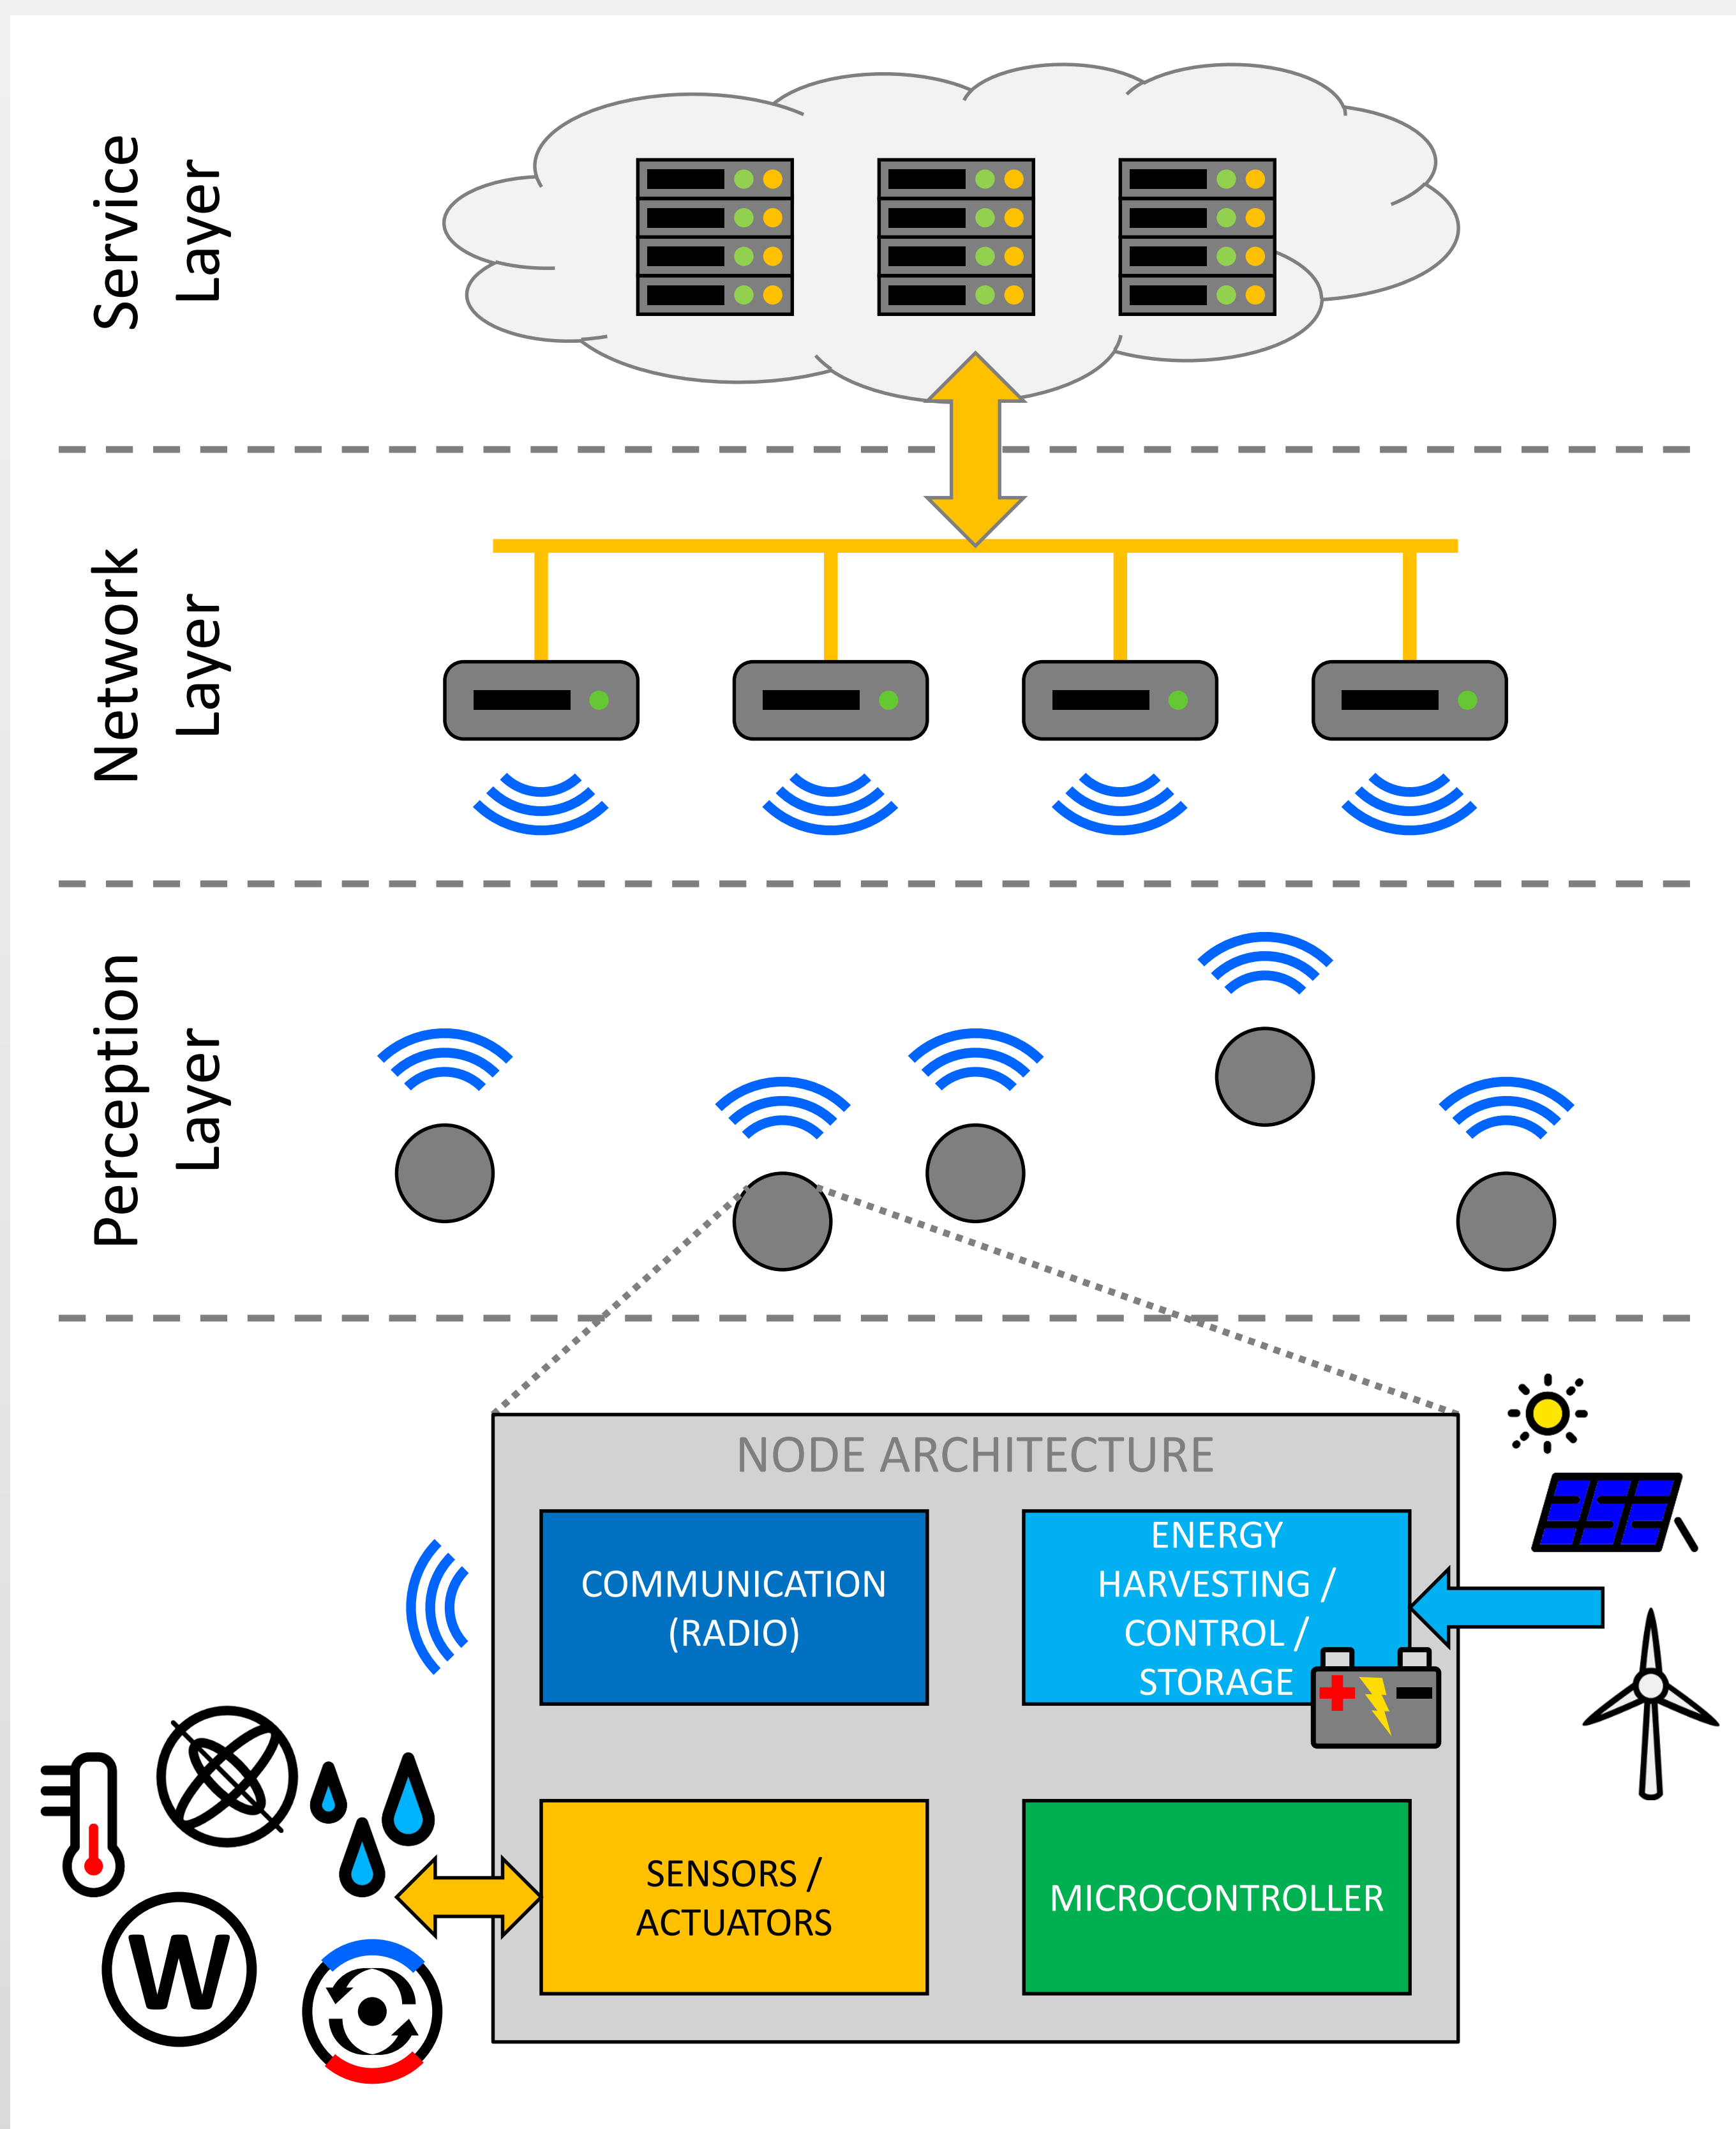 Service
Layer
Network
Layer
Perception
Layer
NODE ARCHITECTURE
COMMUNICATION
(RADIO)
ENERGY
HARVESTING /
CONTROL /
STORAGE
SENSORS /
ACTUATORS
MICROCONTROLLER
W